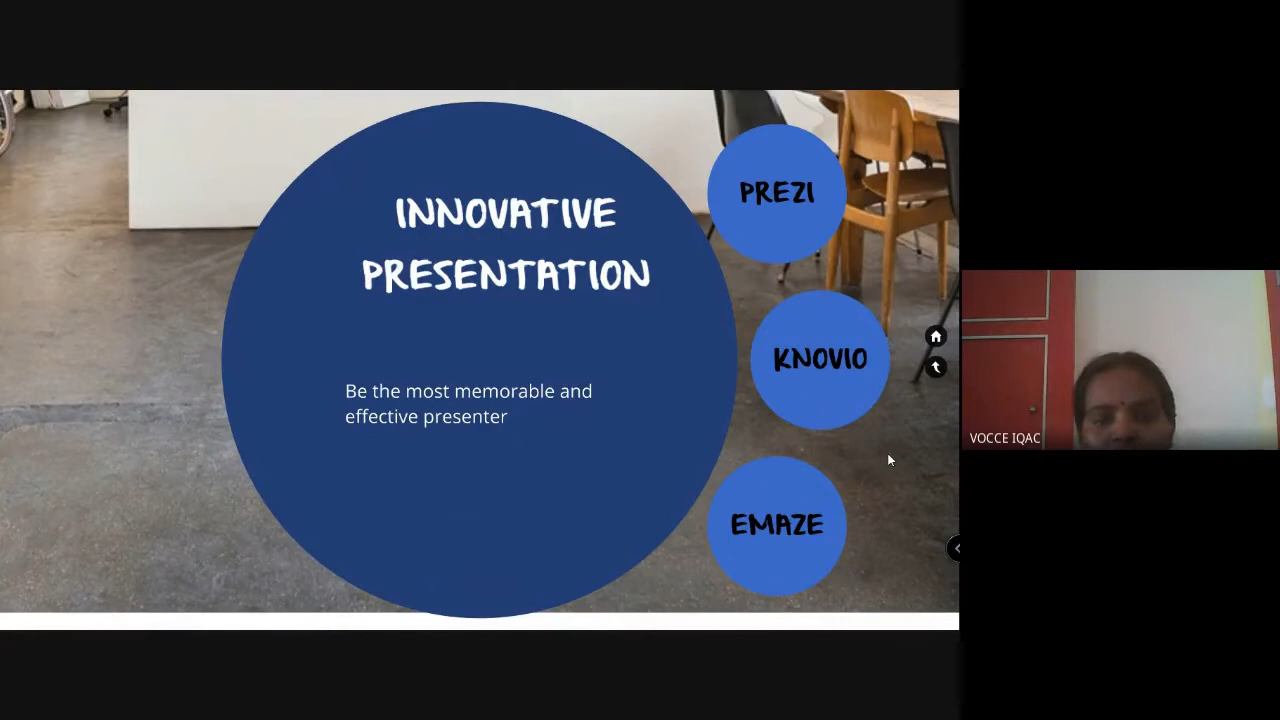 INNOVATIVE
PRESENTATION
Be the most memorable and
effective presenter
PREZI
KNOVIO
EMAZE
VOCCE IQAC